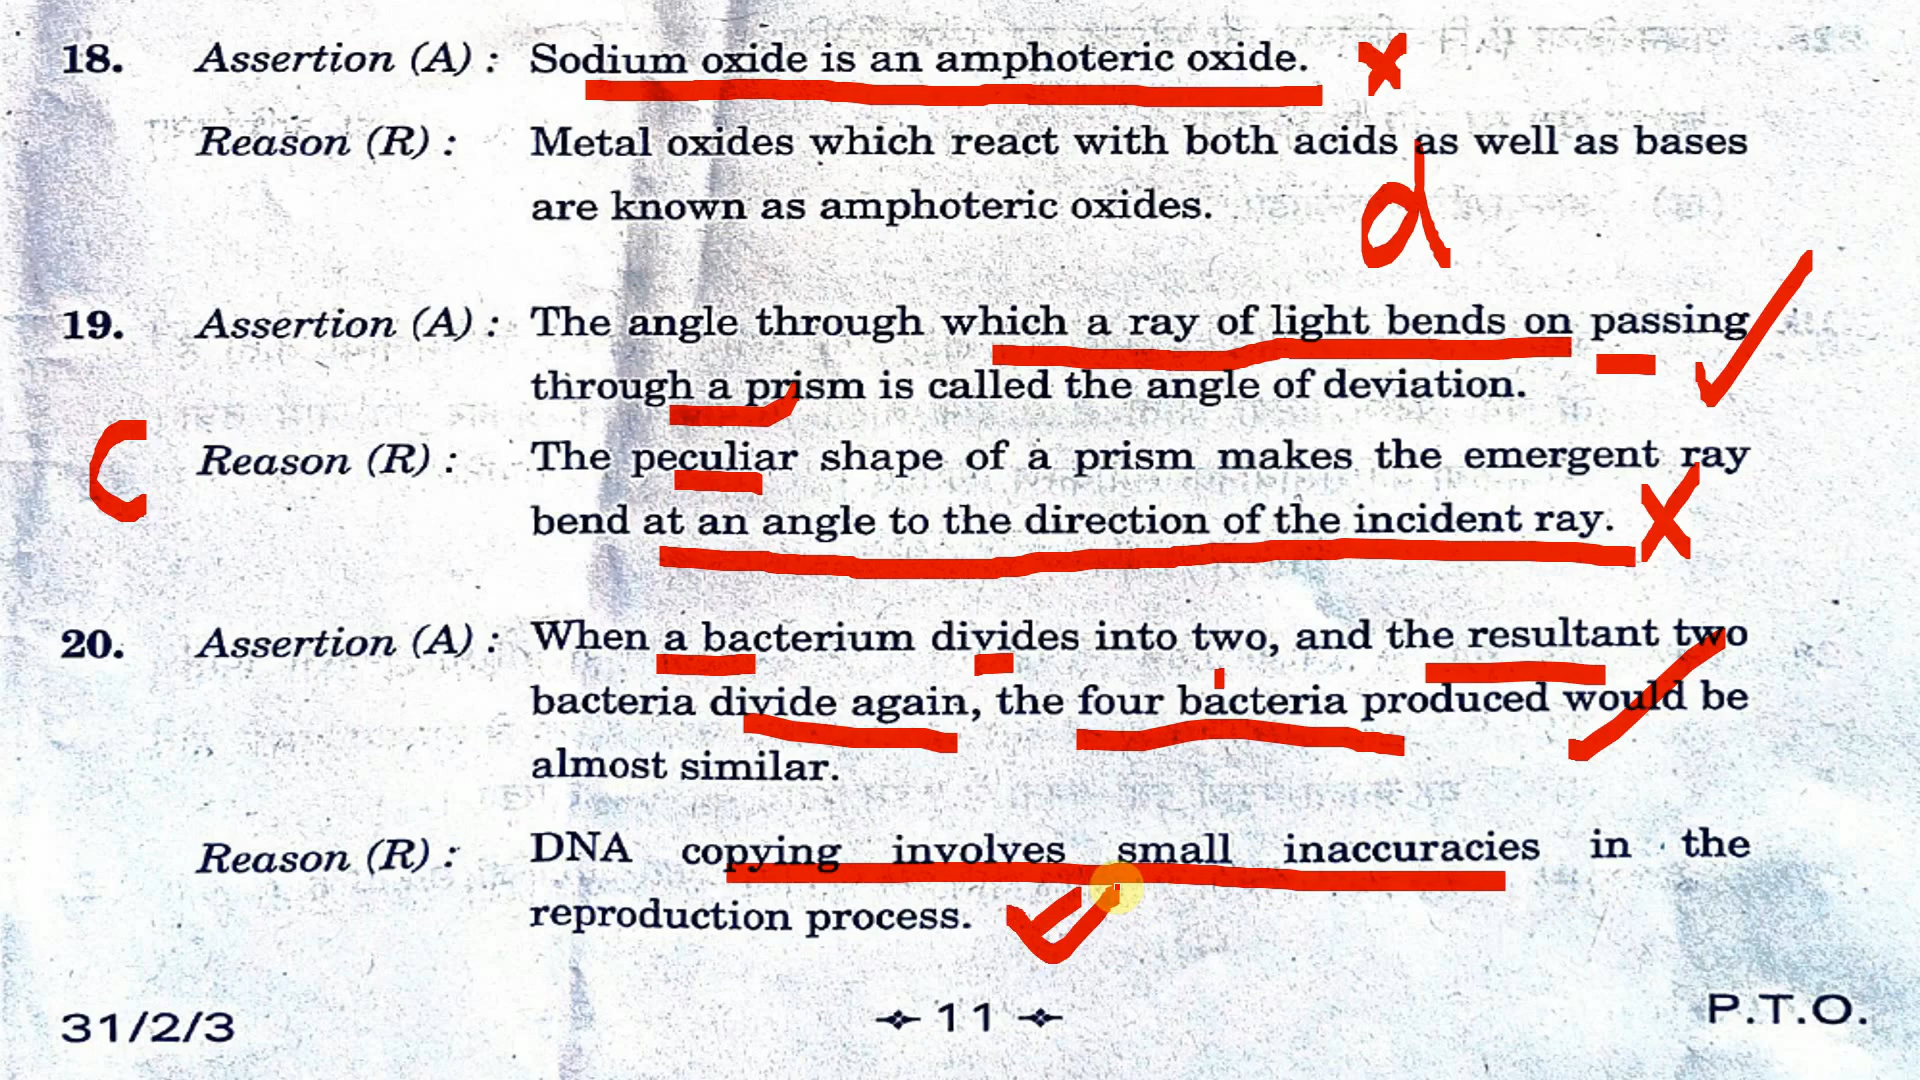 18. Assertion (A) : Sodium oxide is an amphoteric oxide. x
Reason (R) : Metal oxides which react with both acids as well as bases
are known as amphoteric oxides.
d
19. Assertion (A) : The angle through which a ray of light bends on passing
through a prism is called the angle of deviation.
C
Reason (R) : The peculiar shape of a prism makes the emergent ray
bend at an angle to the direction of the incident ray. X
20. Assertion (A) : When a bacterium divides into two, and the resultant two
bacteria divide again, the four bacteria produced would be
almost similar.
Reason (R) : DNA copying involves small inaccuracies in the
reproduction process.
31/2/3 11 P.T.O.